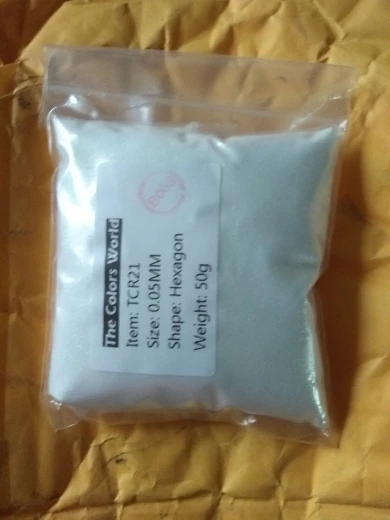 The Colors World
Item: TCR21
Size: 0.05MM
Shape: Hexagon
Weight: 50g